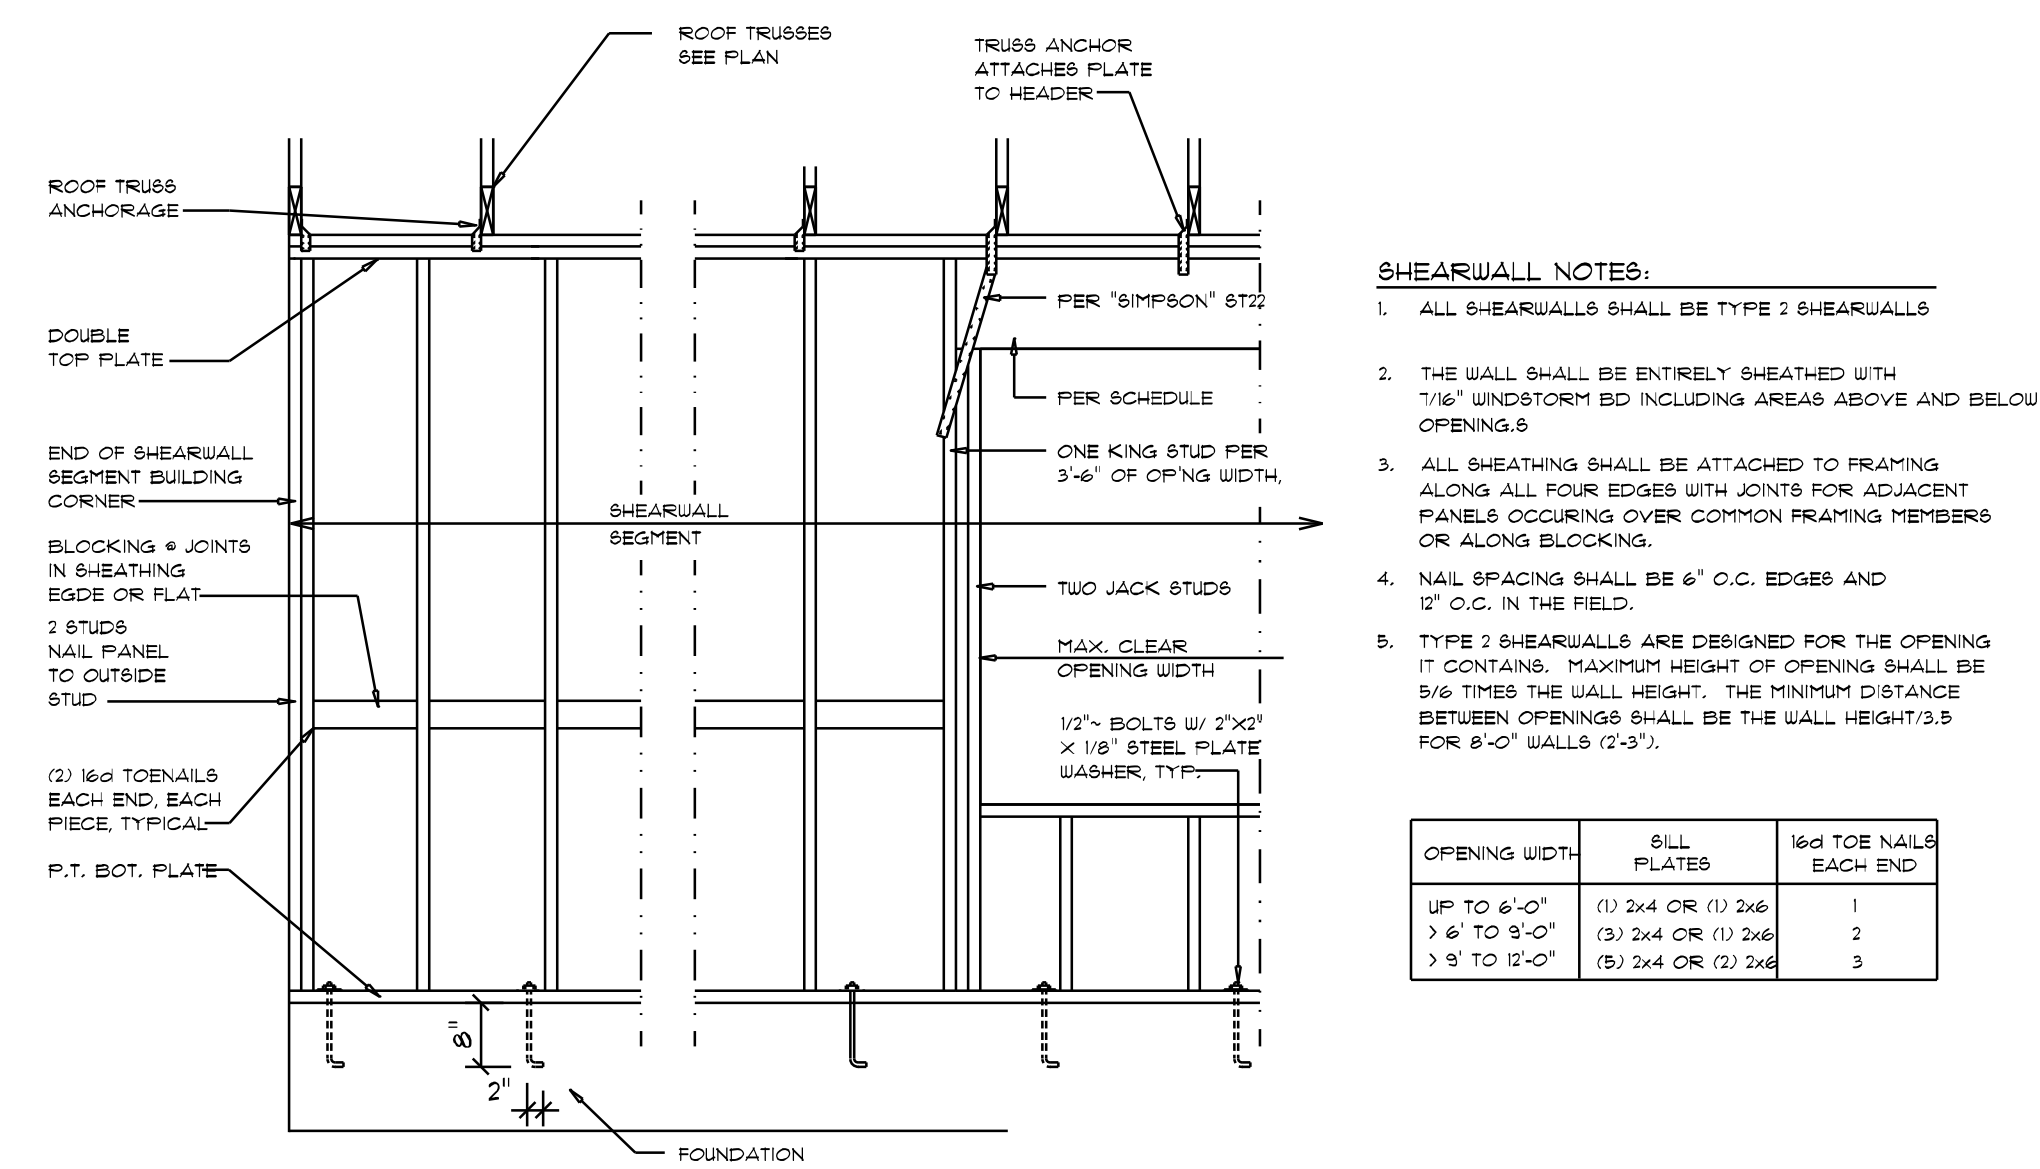 ROOF TRUSSES
SEE PLAN
TRUSS ANCHOR
ATTACHES PLATE
TO HEADER
ROOF TRUSS
ANCHORAGE
DOUBLE
TOP PLATE
END OF SHEARWALL
SEGMENT BUILDING
CORNER
BLOCKING @ JOINTS
IN SHEATHING
EGDE OR FLAT
2 STUDS
NAIL PANEL
TO OUTSIDE
STUD
(2) 16d TOENAILS
EACH END, EACH
PIECE, TYPICAL
P.T. BOT. PLATE
SHEARWALL
SEGMENT
PER "SIMPSON" ST22
PER SCHEDULE
ONE KING STUD PER
3'-6" OF OP'NG WIDTH,
TWO JACK STUDS
MAX. CLEAR
OPENING WIDTH
1/2"~ BOLTS W/ 2"X2"
X 1/8" STEEL PLATE
WASHER, TYP.
8"
2"
FOUNDATION
SHEARWALL NOTES:
1. ALL SHEARWALLS SHALL BE TYPE 2 SHEARWALLS
2. THE WALL SHALL BE ENTIRELY SHEATHED WITH
7/16" WINDSTORM BD INCLUDING AREAS ABOVE AND BELOW
OPENING.S
3. ALL SHEATHING SHALL BE ATTACHED TO FRAMING
ALONG ALL FOUR EDGES WITH JOINTS FOR ADJACENT
PANELS OCCURING OVER COMMON FRAMING MEMBERS
OR ALONG BLOCKING.
4. NAIL SPACING SHALL BE 6" O.C. EDGES AND
12" O.C. IN THE FIELD.
5. TYPE 2 SHEARWALLS ARE DESIGNED FOR THE OPENING
IT CONTAINS. MAXIMUM HEIGHT OF OPENING SHALL BE
5/6 TIMES THE WALL HEIGHT. THE MINIMUM DISTANCE
BETWEEN OPENINGS SHALL BE THE WALL HEIGHT/3.5
FOR 8'-0" WALLS (2'-3").
OPENING WIDTH
SILL
PLATES
16d TOE NAILS
EACH END
UP TO 6'-0" (1) 2x4 OR (1) 2x6 1
> 6' TO 9'-0" (3) 2x4 OR (1) 2x6 2
> 9' TO 12'-0" (5) 2x4 OR (2) 2x6 3